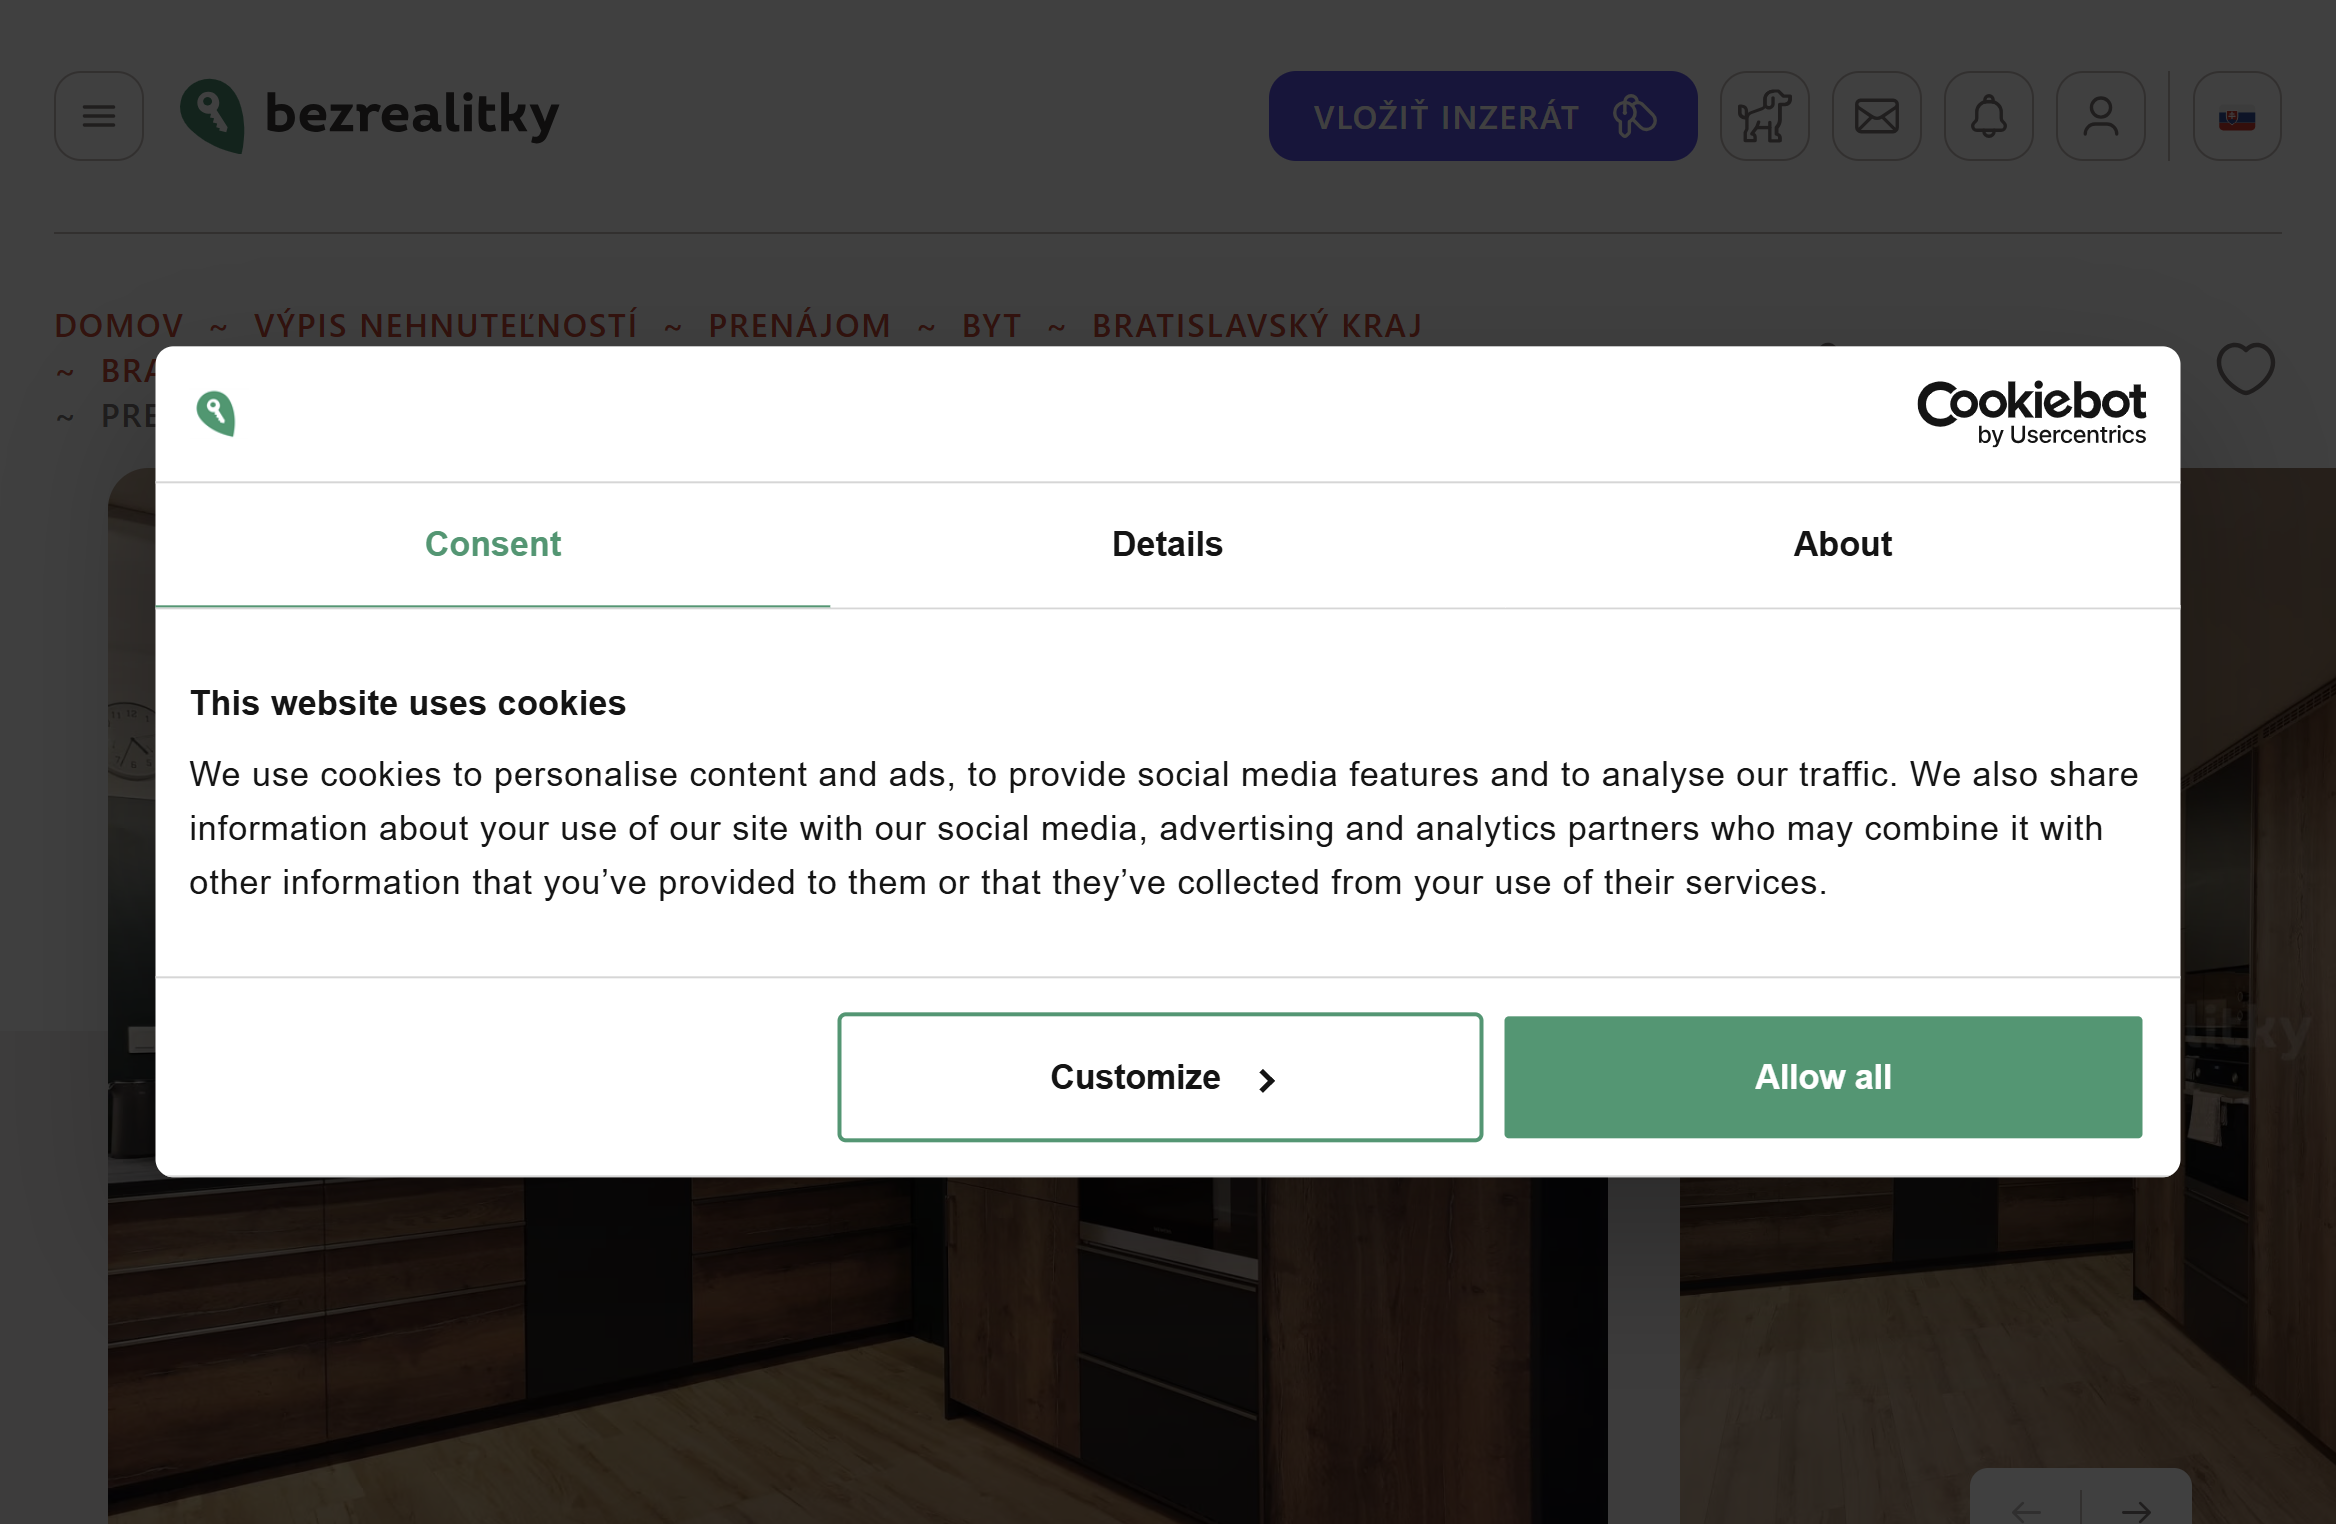 bezrealitky
VLOŽIŤ INZERÁT
DOMOV ~ VÝPIS NEHNUTEĽNOSTÍ ~ PRENÁJOM ~ BYT ~ BRATISLAVSKÝ KRAJ
~
~
Cookiebot
by Usercentrics
Consent
Details
About
This website uses cookies
We use cookies to personalise content and ads, to provide social media features and to analyse our traffic. We also share
information about your use of our site with our social media, advertising and analytics partners who may combine it with
other information that you’ve provided to them or that they’ve collected from your use of their services.
Customize
Allow all